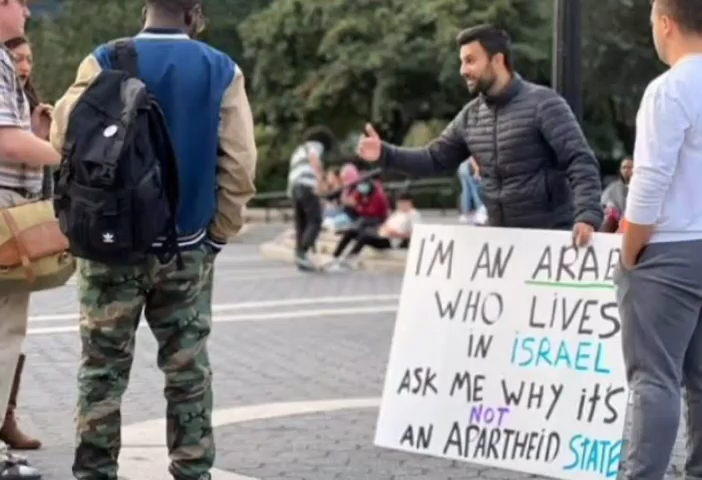 I'M AN ARAB
WHO LIVES
IN ISRAEL
ASK ME WHY it'S
NOT
AN APARTHEID STATE